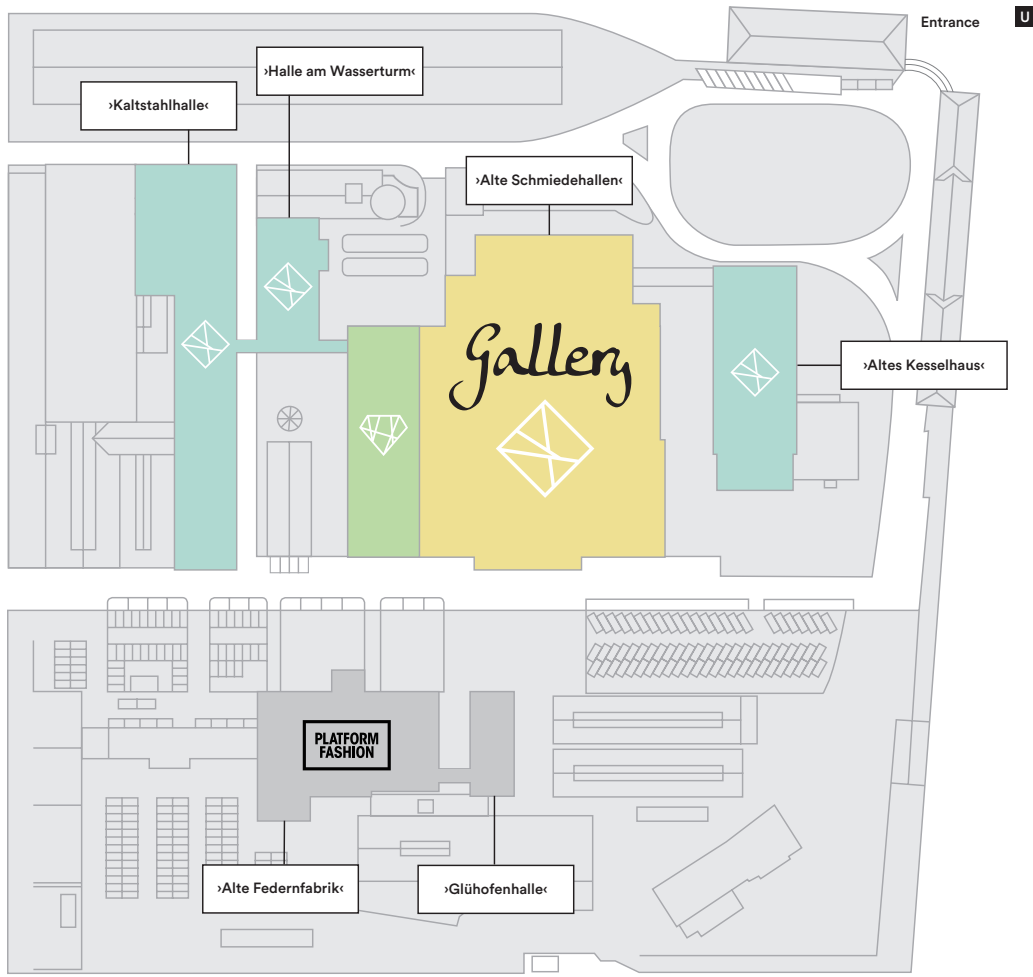 Entrance
U
›Halle am Wasserturm‹
›Kaltstahlhalle‹
›Alte Schmiedehallen‹
Gallery
›Altes Kesselhaus‹
PLATFORM
FASHION
›Alte Federnfabrik‹
›Glühofenhalle‹